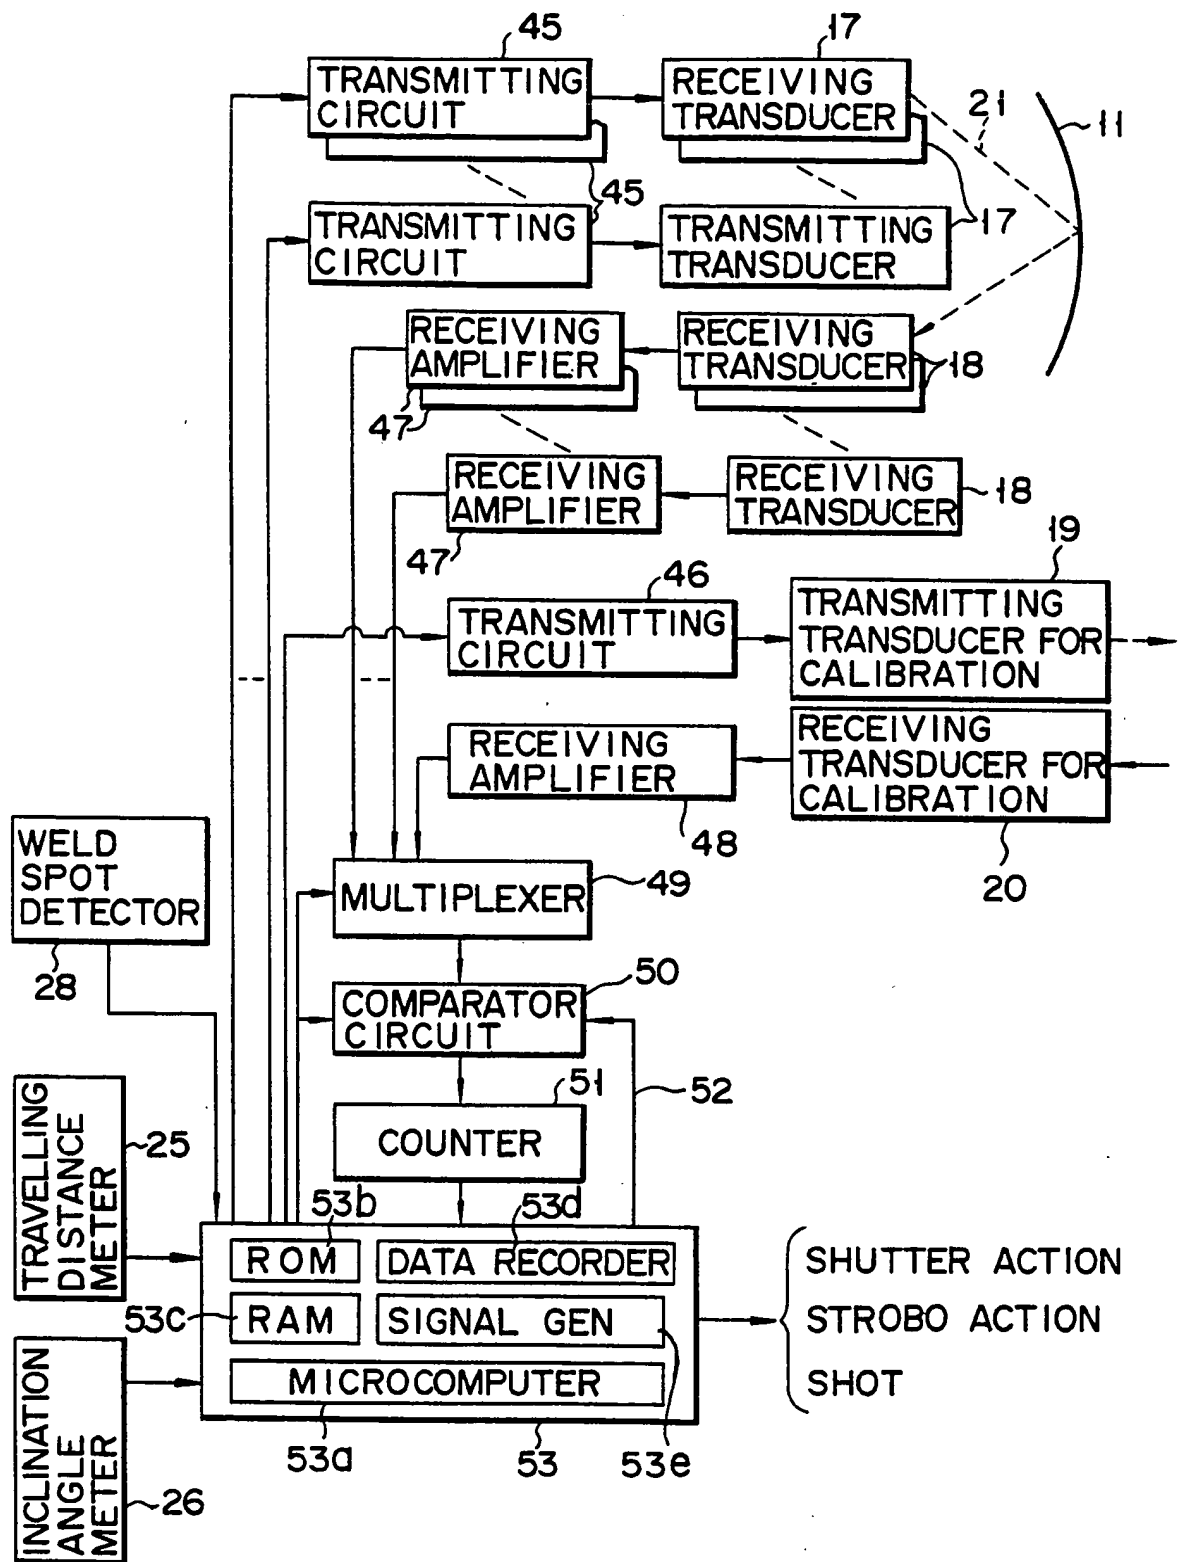 45
17
TRANSMITTING
CIRCUIT
RECEIVING
TRANSDUCER
21
11
45
17
TRANSMITTING
CIRCUIT
TRANSMITTING
TRANSDUCER
RECEIVING
AMPLIFIER
RECEIVING
TRANSDUCER
18
47
RECEIVING
AMPLIFIER
RECEIVING
TRANSDUCER
18
47
46
19
TRANSMITTING
CIRCUIT
TRANSMITTING
TRANSDUCER FOR
CALIBRATION
RECEIVING
AMPLIFIER
RECEIVING
TRANSDUCER FOR
CALIBRATION
48
20
WELD
SPOT
DETECTOR
28
MULTIPLEXER
49
50
COMPARATOR
CIRCUIT
51
52
COUNTER
TRAVELLING
DISTANCE
METER
25
53b
53d
ROM
DATA RECORDER
53c
RAM
SIGNAL GEN
MICROCOMPUTER
53a
53
53e
SHUTTER ACTION
STROBO ACTION
SHOT
INCLINATION
ANGLE
METER
26